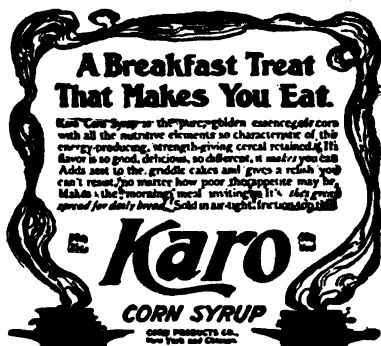 A Breakfast Treat
That Makes You Eat.
Karo Corn Syrup is the pure, golden essence of corn
with all the nutritive elements so characteristic of this
energy-producing, strength-giving cereal retained. It's
flavor is so good, delicious, so different, it makes you eat.
Adds zest to the griddle cakes and gives a relish you
can't resist, no matter how poor the appetite may be.
Makes the morning meal inviting. It's the great
spread for daily bread. Sold in air-tight, friction-top
Karo
CORN SYRUP
CORN PRODUCTS CO.,
New York and Chicago.